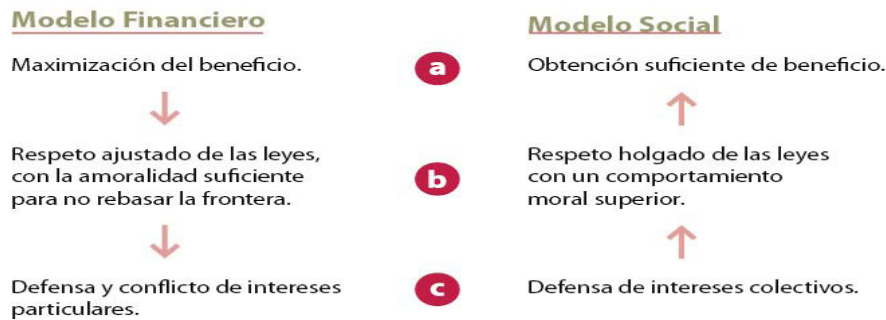 Modelo Financiero
Modelo Social
Maximización del beneficio.
a
Obtención suficiente de beneficio.
Respeto ajustado de las leyes,
con la amoralidad suficiente
para no rebasar la frontera.
b
Respeto holgado de las leyes
con un comportamiento
moral superior.
Defensa y conflicto de intereses
particulares.
c
Defensa de intereses colectivos.